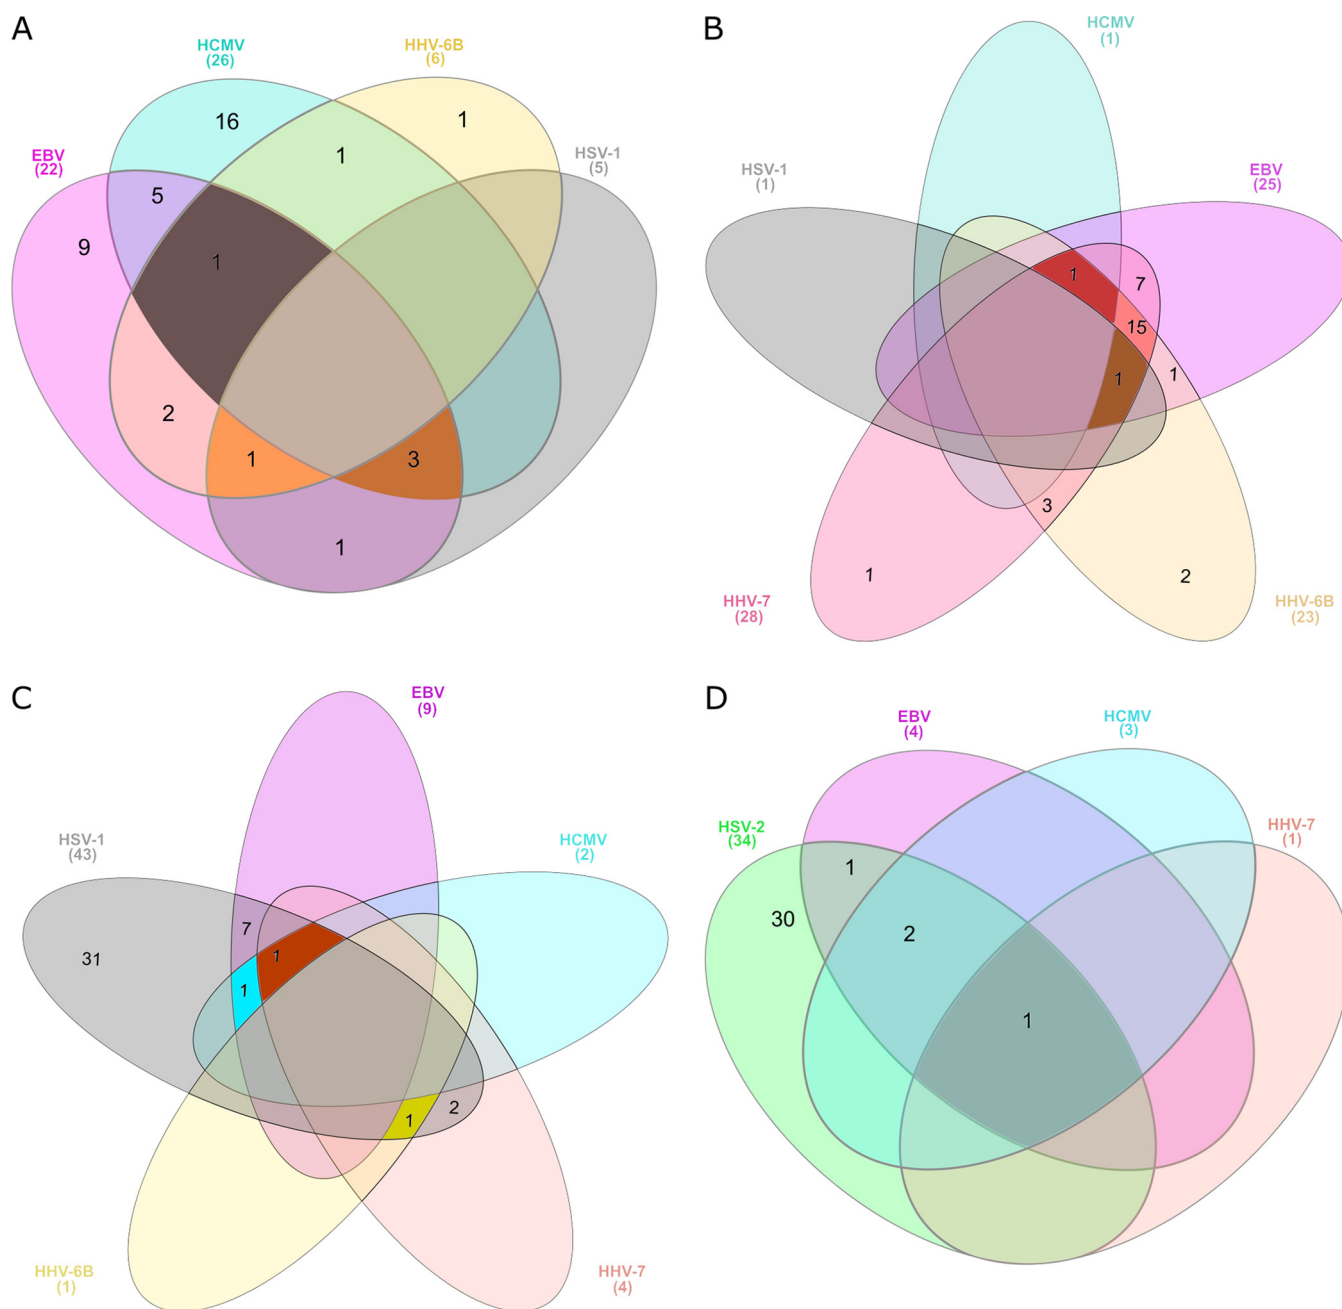 A
HCMV
(26)
HHV-6B
(6)
EBV
(22)
HSV-1
(5)
16
1
1
5
9
1
2
1
3
1
B
HCMV
(1)
HSV-1
(1)
EBV
(25)
1
7
15
1
1
3
1
2
HHV-7
(28)
HHV-6B
(23)
C
EBV
(9)
HSV-1
(43)
HCMV
(2)
7
31
1
1
1
2
HHV-6B
(1)
HHV-7
(4)
D
EBV
(4)
HCMV
(3)
HSV-2
(34)
HHV-7
(1)
1
30
2
1